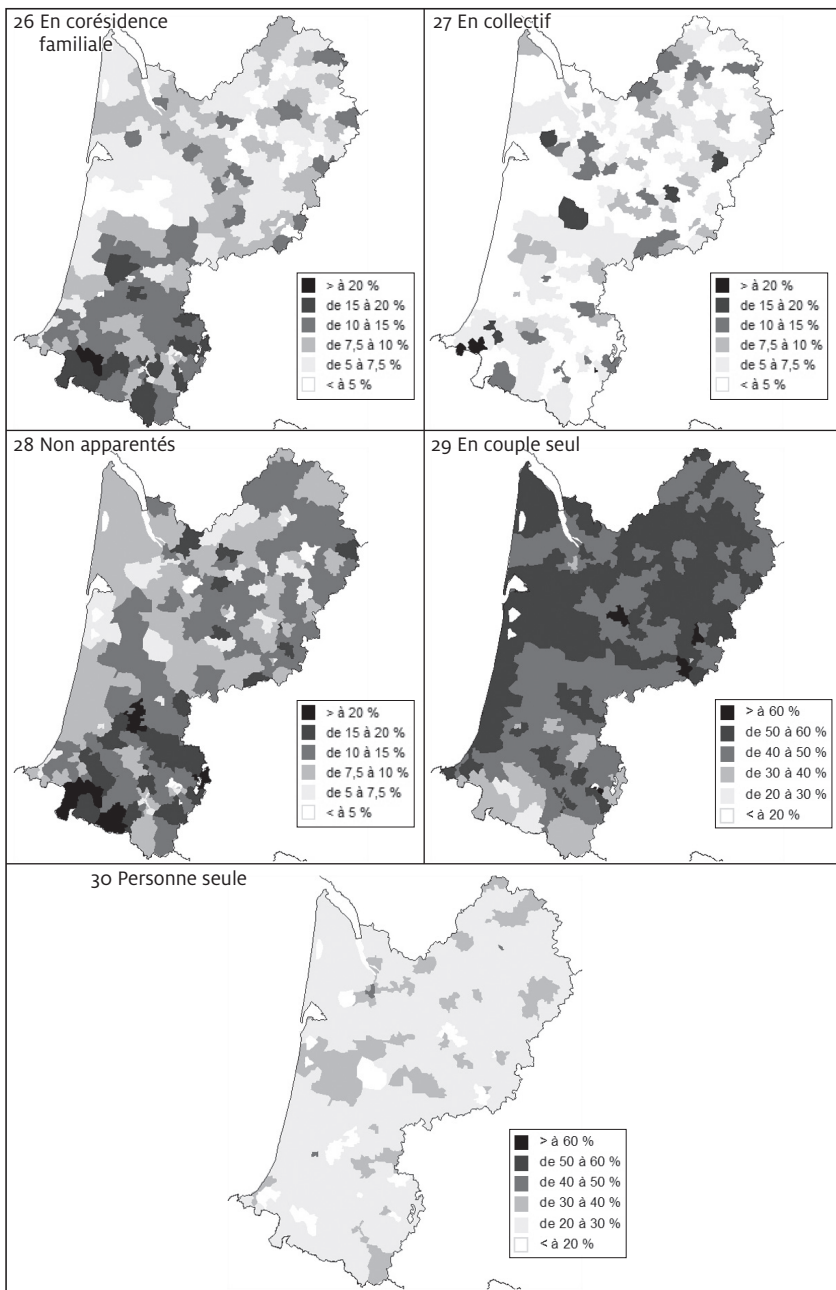 26 En corésidence
familiale
> à 20 %
de 15 à 20 %
de 10 à 15 %
de 7,5 à 10 %
de 5 à 7,5 %
< à 5 %
27 En collectif
> à 20 %
de 15 à 20 %
de 10 à 15 %
de 7,5 à 10 %
de 5 à 7,5 %
< à 5 %
28 Non apparentés
> à 20 %
de 15 à 20 %
de 10 à 15 %
de 7,5 à 10 %
de 5 à 7,5 %
< à 5 %
29 En couple seul
> à 60 %
de 50 à 60 %
de 40 à 50 %
de 30 à 40 %
de 20 à 30 %
< à 20 %
30 Personne seule
> à 60 %
de 50 à 60 %
de 40 à 50 %
de 30 à 40 %
de 20 à 30 %
< à 20 %